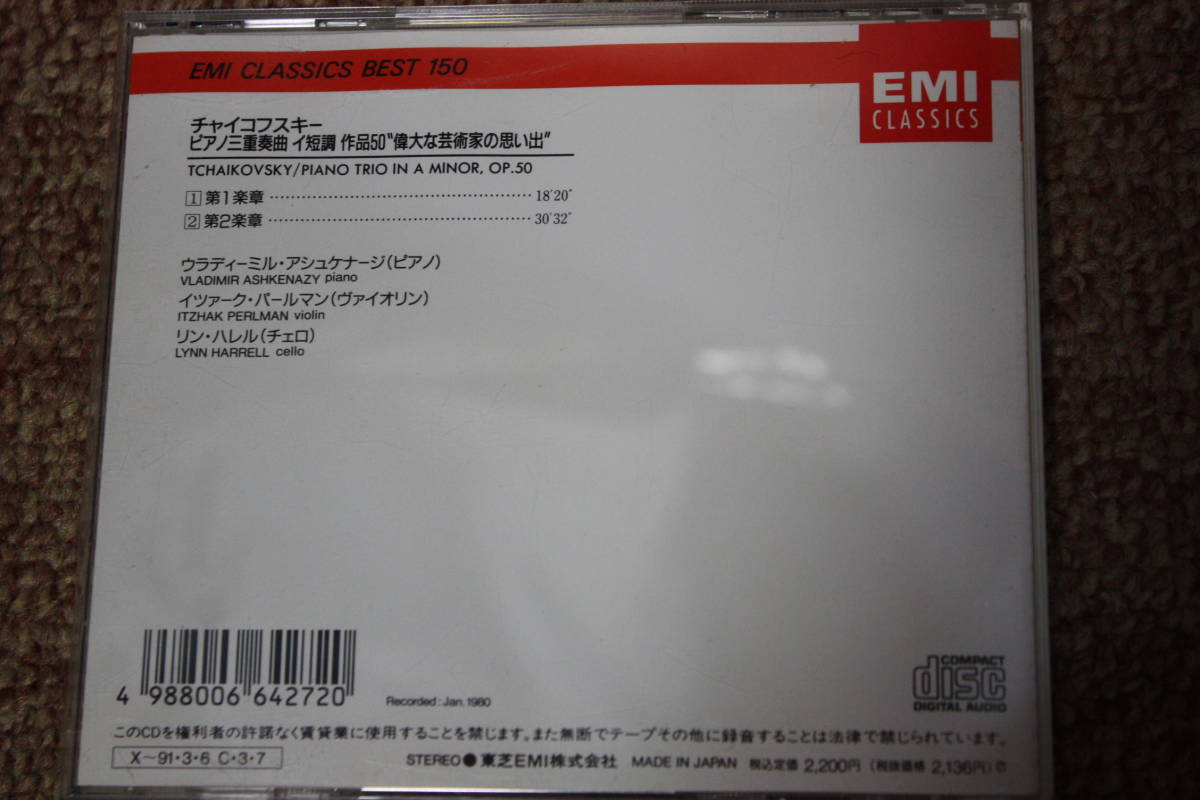 EMI CLASSICS BEST 150
EMI
CLASSICS
チャイコフスキー
ピアノ三重奏曲 イ短調 作品50“偉大な芸術家の思い出”
TCHAIKOVSKY/PIANO TRIO IN A MINOR, OP.50
1 第1楽章 18′20″
2 第2楽章 30′32″
ウラディーミル・アシュケナージ(ピアノ)
VLADIMIR ASHKENAZY piano
イツァーク・パールマン(ヴァイオリン)
ITZHAK PERLMAN violin
リン・ハレル(チェロ)
LYNN HARRELL cello
4 988006 642720
Recorded: Jan. 1980
COMPACT
disc
DIGITAL AUDIO
このCDを権利者の許諾なく賃貸業に使用することを禁じます。また無断でテープその他に録音することは法律で禁じられています。
X〜91・3・6 C・3・7
STEREO● 東芝EMI株式会社 MADE IN JAPAN 税込定価 2,200円 (税抜価格 2,136円)